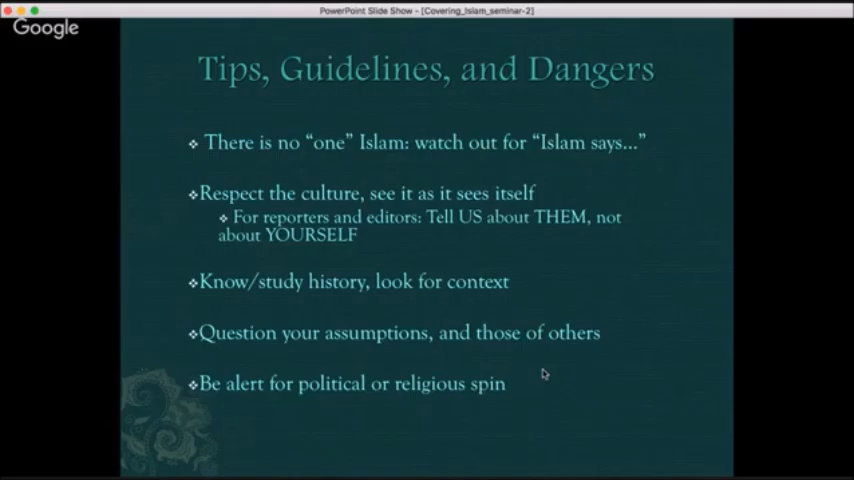 PowerPoint Slide Show - [Covering_Islam_seminar-2]
Google
Tips, Guidelines, and Dangers
There is no “one” Islam: watch out for “Islam says…”
Respect the culture, see it as it sees itself
For reporters and editors: Tell US about THEM, not
about YOURSELF
Know/study history, look for context
Question your assumptions, and those of others
Be alert for political or religious spin